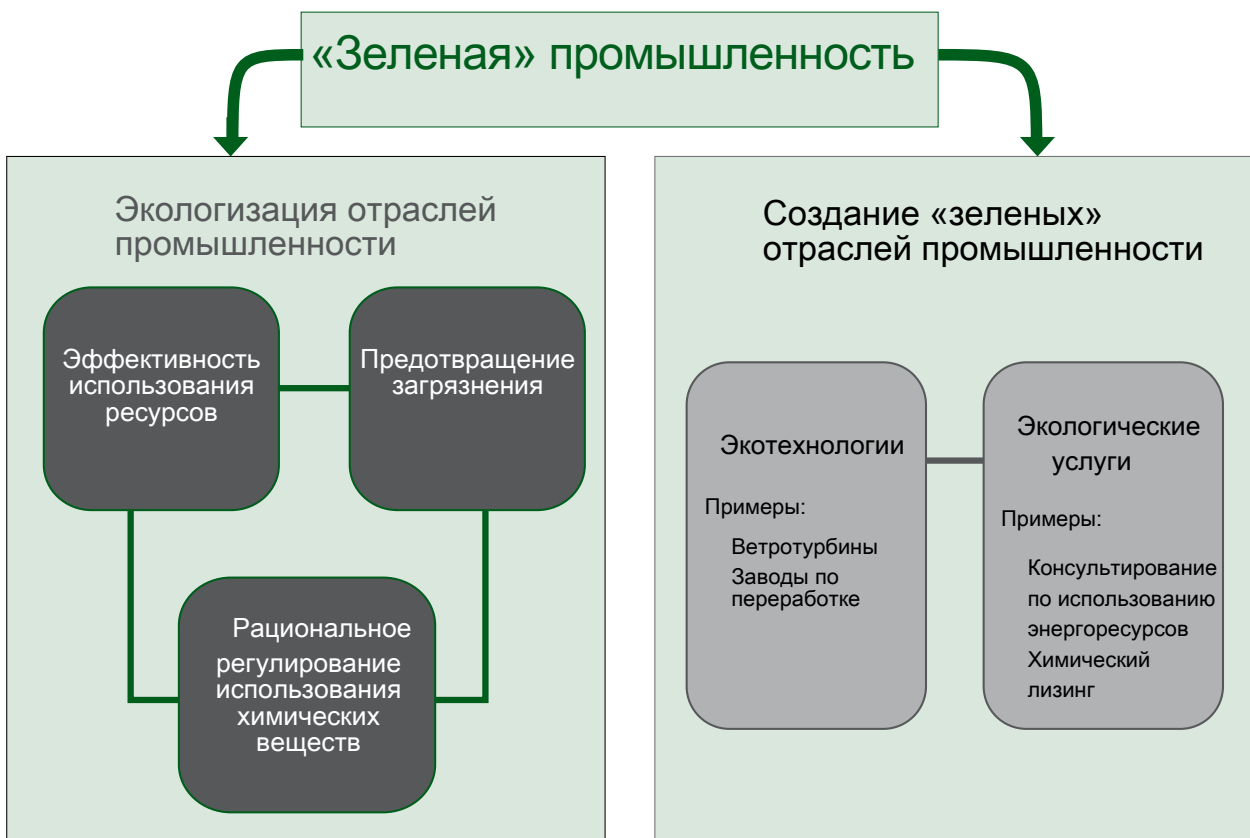 «Зеленая» промышленность
Экологизация отраслей
промышленности
Эффективность
использования
ресурсов
Предотвращение
загрязнения
Рациональное
регулирование
использования
химических
веществ
Создание «зеленых»
отраслей промышленности
Экотехнологии
Примеры:
Ветротурбины
Заводы по
переработке
Экологические
услуги
Примеры:
Консультирование
по использованию
энергоресурсов
Химический
лизинг